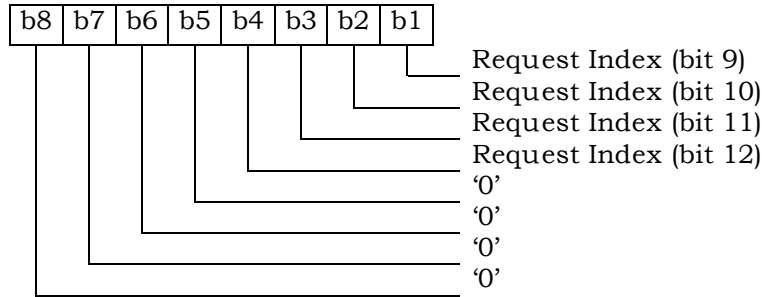 b8 b7 b6 b5 b4 b3 b2 b1
Request Index (bit 9)
Request Index (bit 10)
Request Index (bit 11)
Request Index (bit 12)
‘0’
‘0’
‘0’
‘0’